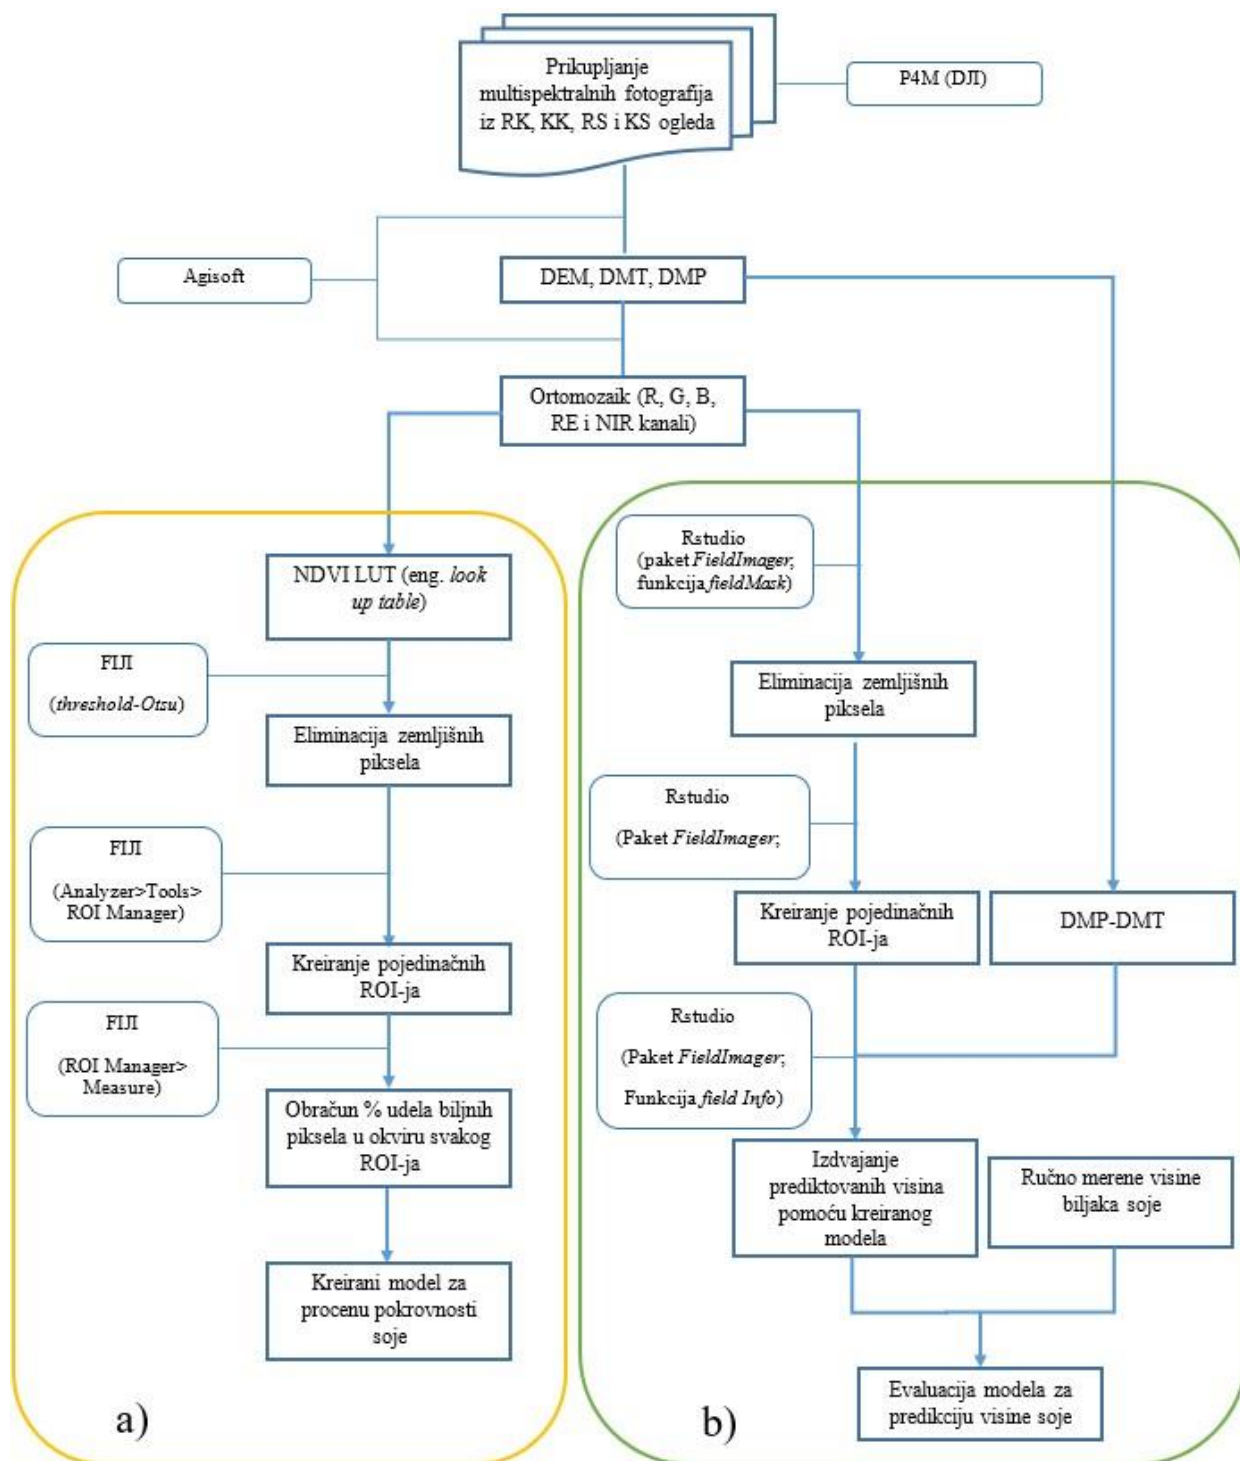 Prikupljanje
multispektralnih fotografija
iz RK, KK, RS i KS ogleda
P4M (DJI)
Agisoft
DEM, DMT, DMP
Ortomozaik (R, G, B,
RE i NIR kanali)
NDVI LUT (eng. look
up table)
FIJI
(threshold-Otsu)
Eliminacija zemljišnih
piksela
FIJI
(Analyzer>Tools>
ROI Manager)
Kreiranje pojedinačnih
ROI-ja
FIJI
(ROI Manager>
Measure)
Obračun % udela biljnih
piksela u okviru svakog
ROI-ja
Kreirani model za
procenu pokrovnosti
soje
a)
Rstudio
(paket FieldImager;
funkcija fieldMask)
Eliminacija zemljišnih
piksela
Rstudio
(Paket FieldImager;
Kreiranje pojedinačnih
ROI-ja
DMP-DMT
Rstudio
(Paket FieldImager;
Funkcija field Info)
Izdvajanje
prediktovanih visina
pomoću kreiranog
modela
Ručno merene visine
biljaka soje
Evaluacija modela za
predikciju visine soje
b)